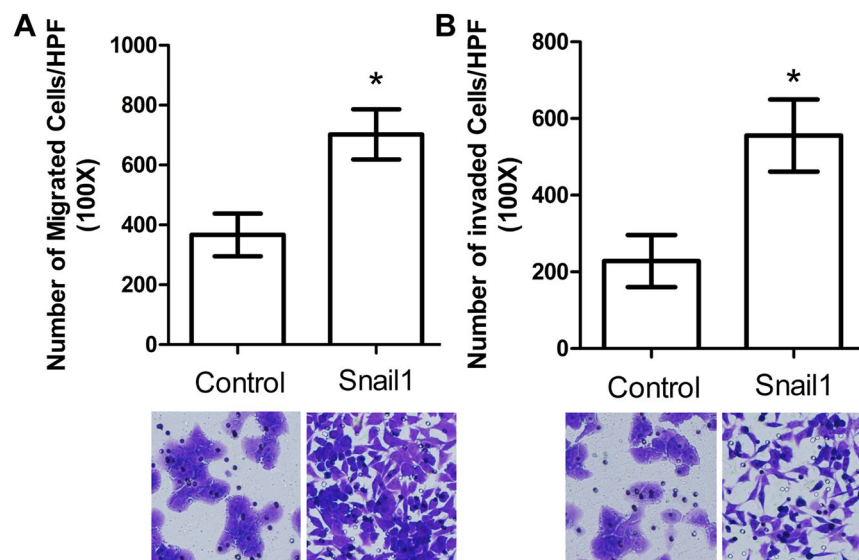 A
Number of Migrated Cells/HPF
(100X)
1000
800
600
400
200
0
*
Control
Snail1
B
Number of invaded Cells/HPF
(100X)
800
600
400
200
0
*
Control
Snail1